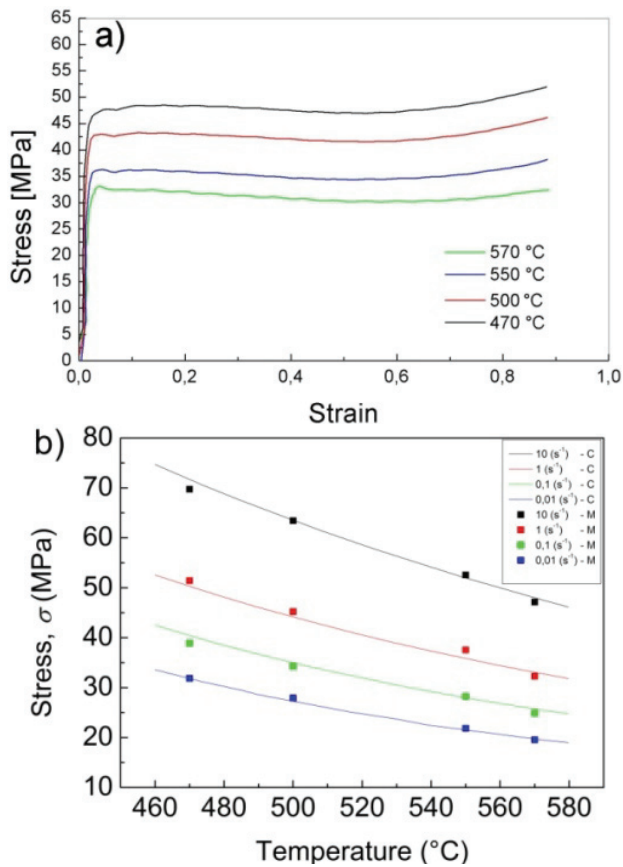 a)
65
60
55
50
45
40
35
30
25
20
15
10
5
0
Stress [MPa]
570 °C
550 °C
500 °C
470 °C
0,0 0,2 0,4 0,6 0,8 1,0
Strain
b)
80
70
60
50
40
30
20
10
Stress, σ (MPa)
10 (s⁻¹) - C
1 (s⁻¹) - C
0,1 (s⁻¹) - C
0,01 (s⁻¹) - C
10 (s⁻¹) - M
1 (s⁻¹) - M
0,1 (s⁻¹) - M
0,01 (s⁻¹) - M
460 480 500 520 540 560 580
Temperature (°C)